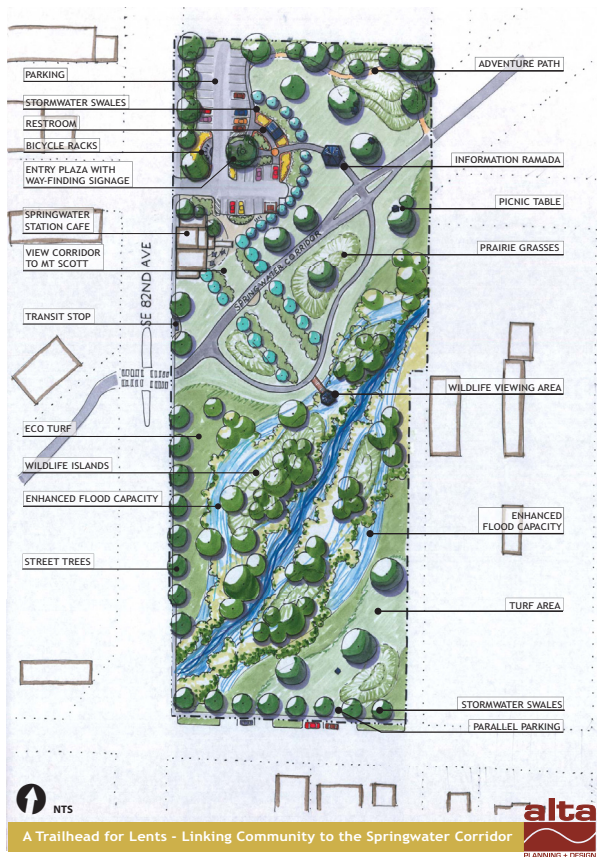 PARKING
STORMWATER SWALES
RESTROOM
BICYCLE RACKS
ENTRY PLAZA WITH
WAY-FINDING SIGNAGE
SPRINGWATER
STATION CAFE
VIEW CORRIDOR
TO MT SCOTT
TRANSIT STOP
ECO TURF
WILDLIFE ISLANDS
ENHANCED FLOOD CAPACITY
STREET TREES
SE 82ND AVE
SPRINGWATER CORRIDOR
ADVENTURE PATH
INFORMATION RAMADA
PICNIC TABLE
PRAIRIE GRASSES
WILDLIFE VIEWING AREA
ENHANCED
FLOOD CAPACITY
TURF AREA
STORMWATER SWALES
PARALLEL PARKING
NTS
A Trailhead for Lents - Linking Community to the Springwater Corridor
alta
PLANNING + DESIGN